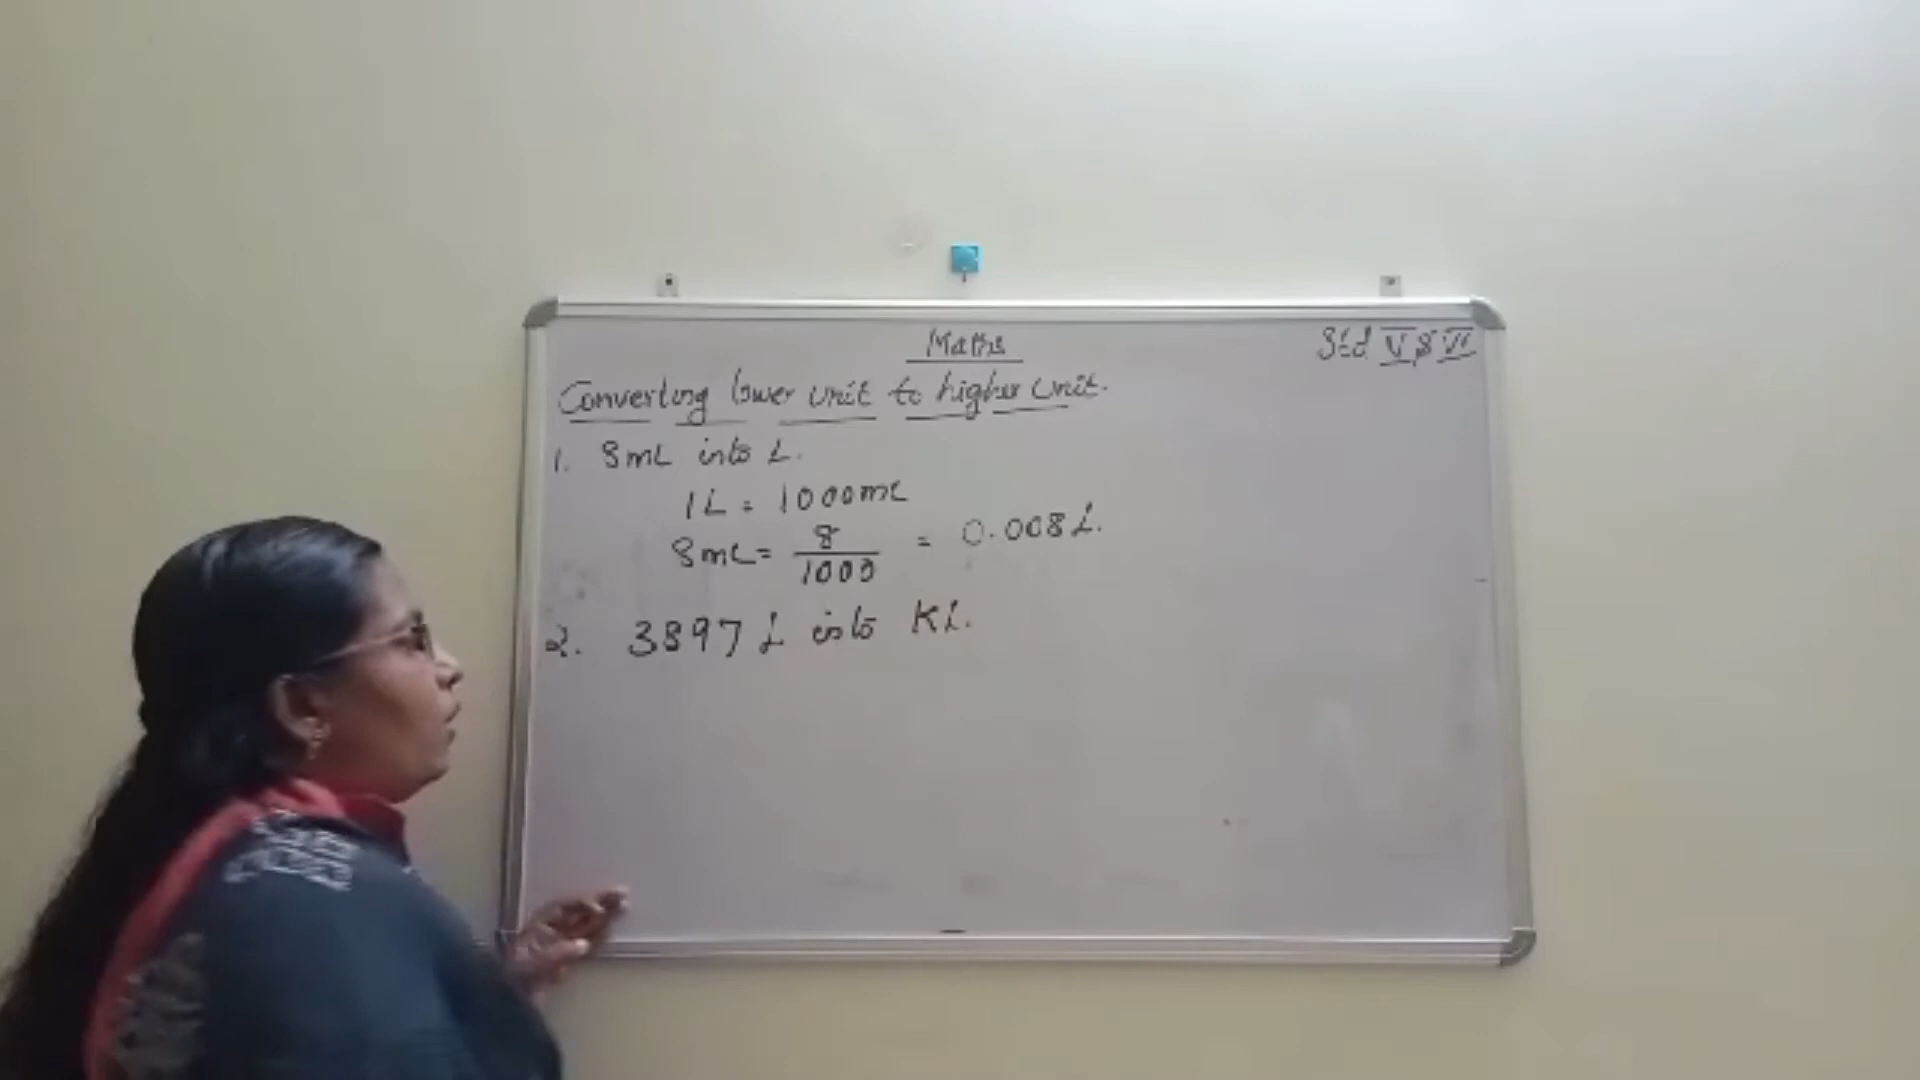 Maths
Std V & VI
Converting lower unit to higher unit.
1. 8mL into L.
1L = 1000mL
8mL = 8/1000 = 0.008L.
2. 3897 L into KL.